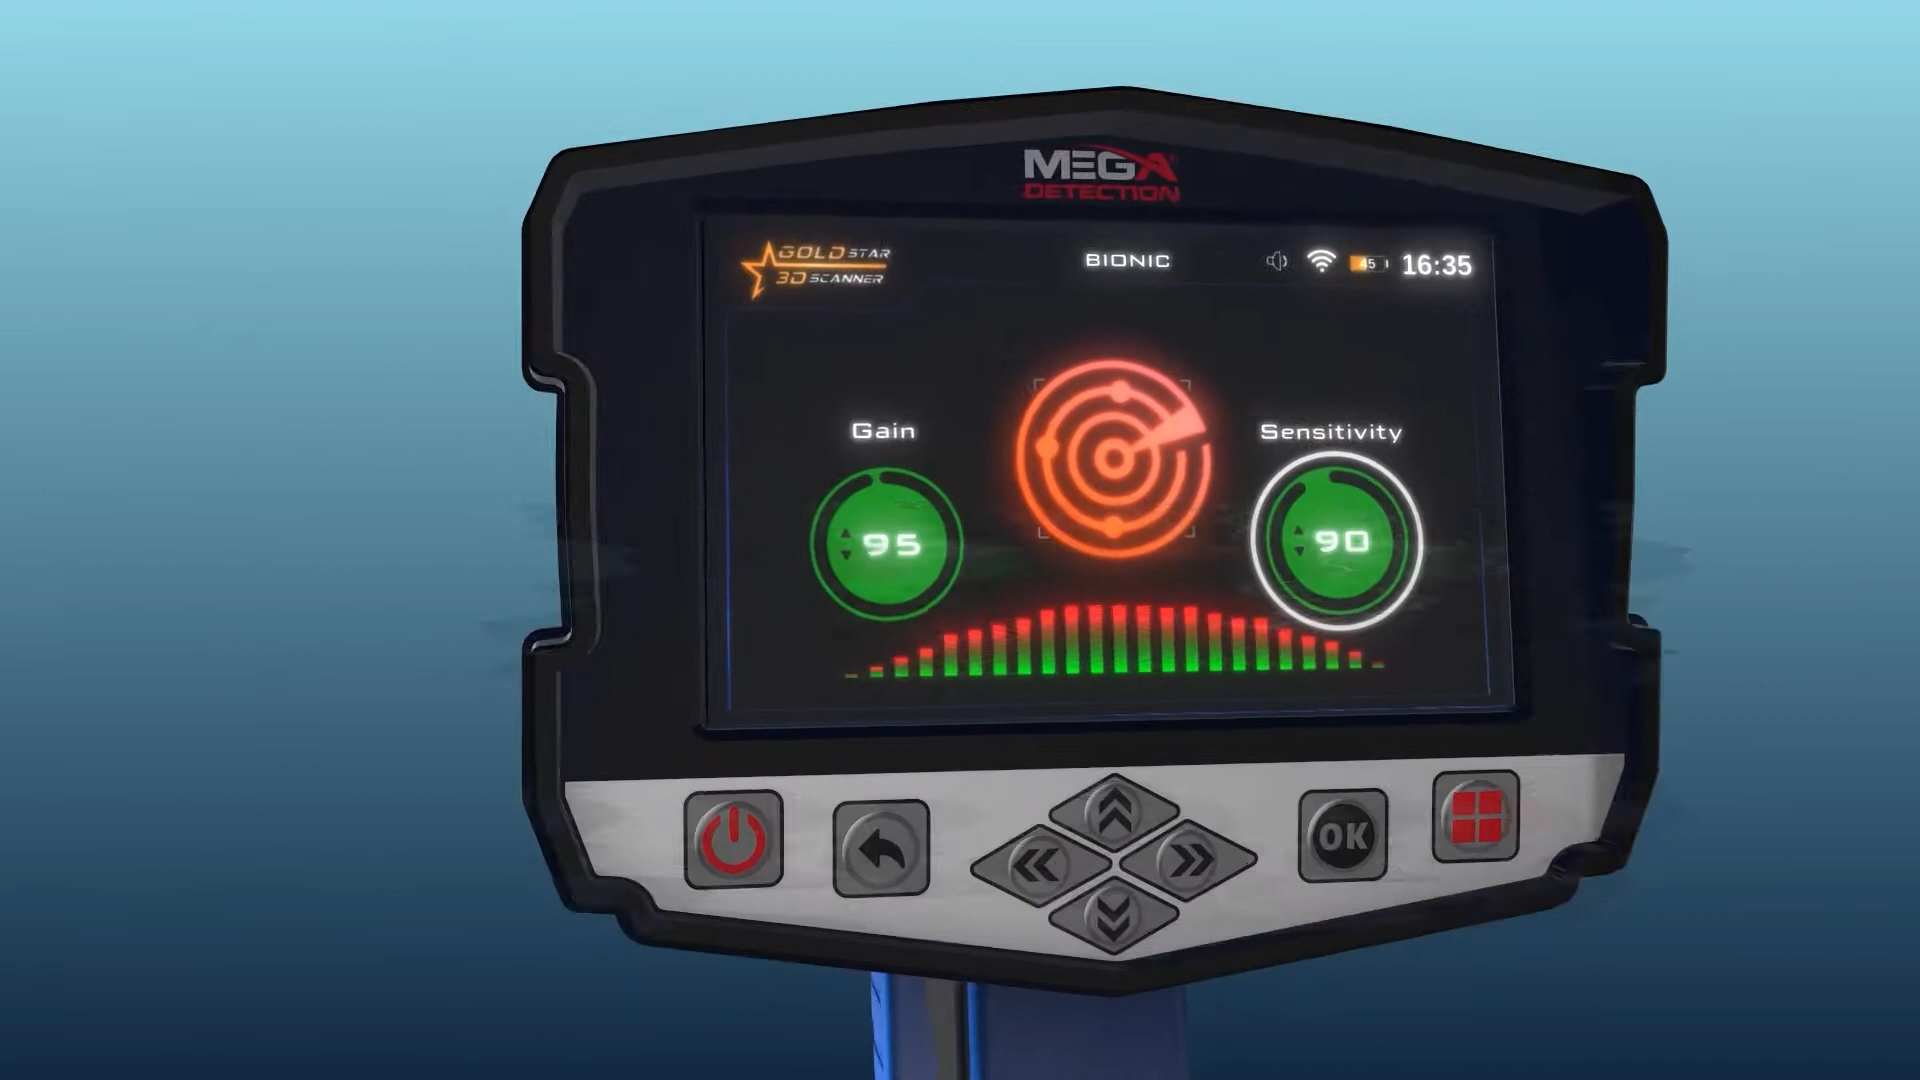 MEGA
DETECTION
GOLD STAR
3D SCANNER
BIONIC
45
16:35
Gain
Sensitivity
95
90
OK